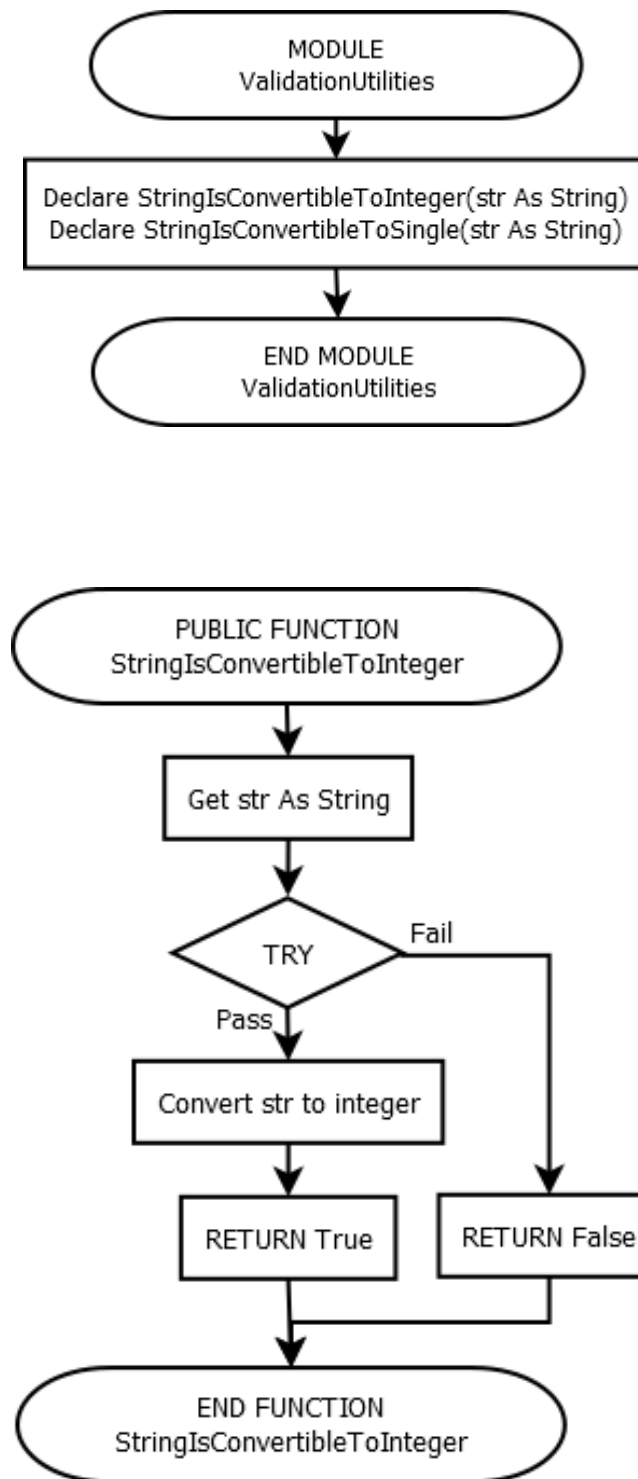 MODULE
ValidationUtilities
Declare StringIsConvertibleToInteger(str As String)
Declare StringIsConvertibleToSingle(str As String)
END MODULE
ValidationUtilities
PUBLIC FUNCTION
StringIsConvertibleToInteger
Get str As String
TRY
Fail
Pass
Convert str to integer
RETURN True
RETURN False
END FUNCTION
StringIsConvertibleToInteger